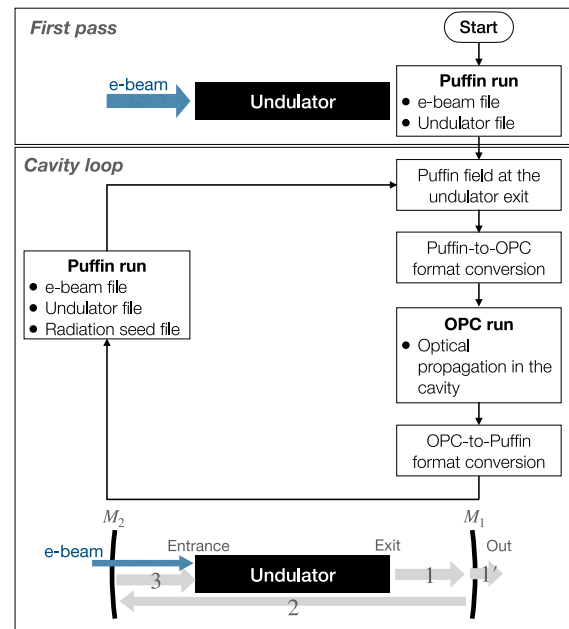 First pass
Start
e-beam
Undulator
Puffin run
● e-beam file
● Undulator file
Cavity loop
Puffin field at the
undulator exit
Puffin-to-OPC
format conversion
Puffin run
● e-beam file
● Undulator file
● Radiation seed file
OPC run
● Optical
propagation in the
cavity
OPC-to-Puffin
format conversion
M₂
M₁
e-beam
Entrance
Exit
Out
Undulator
3
1
1′
2